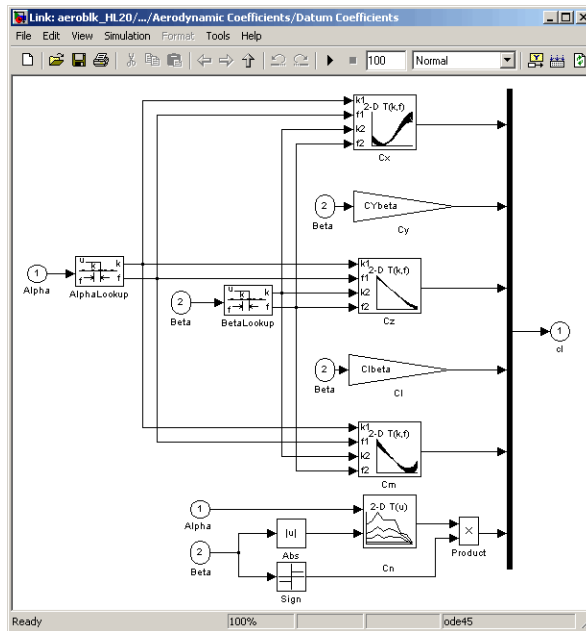 Link: aeroblk_HL20/.../Aerodynamic Coefficients/Datum Coefficients
File Edit View Simulation Format Tools Help
100 Normal
k1 2-D T(k,f)
f1
k2
f2
Cx
2 CYbeta
Beta
Cy
1 u k k
f f
Alpha AlphaLookup
k1 2-D T(k,f)
f1
k2
f2
Cz
2 u k k
f f
Beta BetaLookup
1
cl
2 Clbeta
Beta
Cl
k1 2-D T(k,f)
f1
k2
f2
Cm
1 2-D T(u)
Alpha
2 |u| ×
Beta Abs Cn Product
Sign
Ready 100% ode45